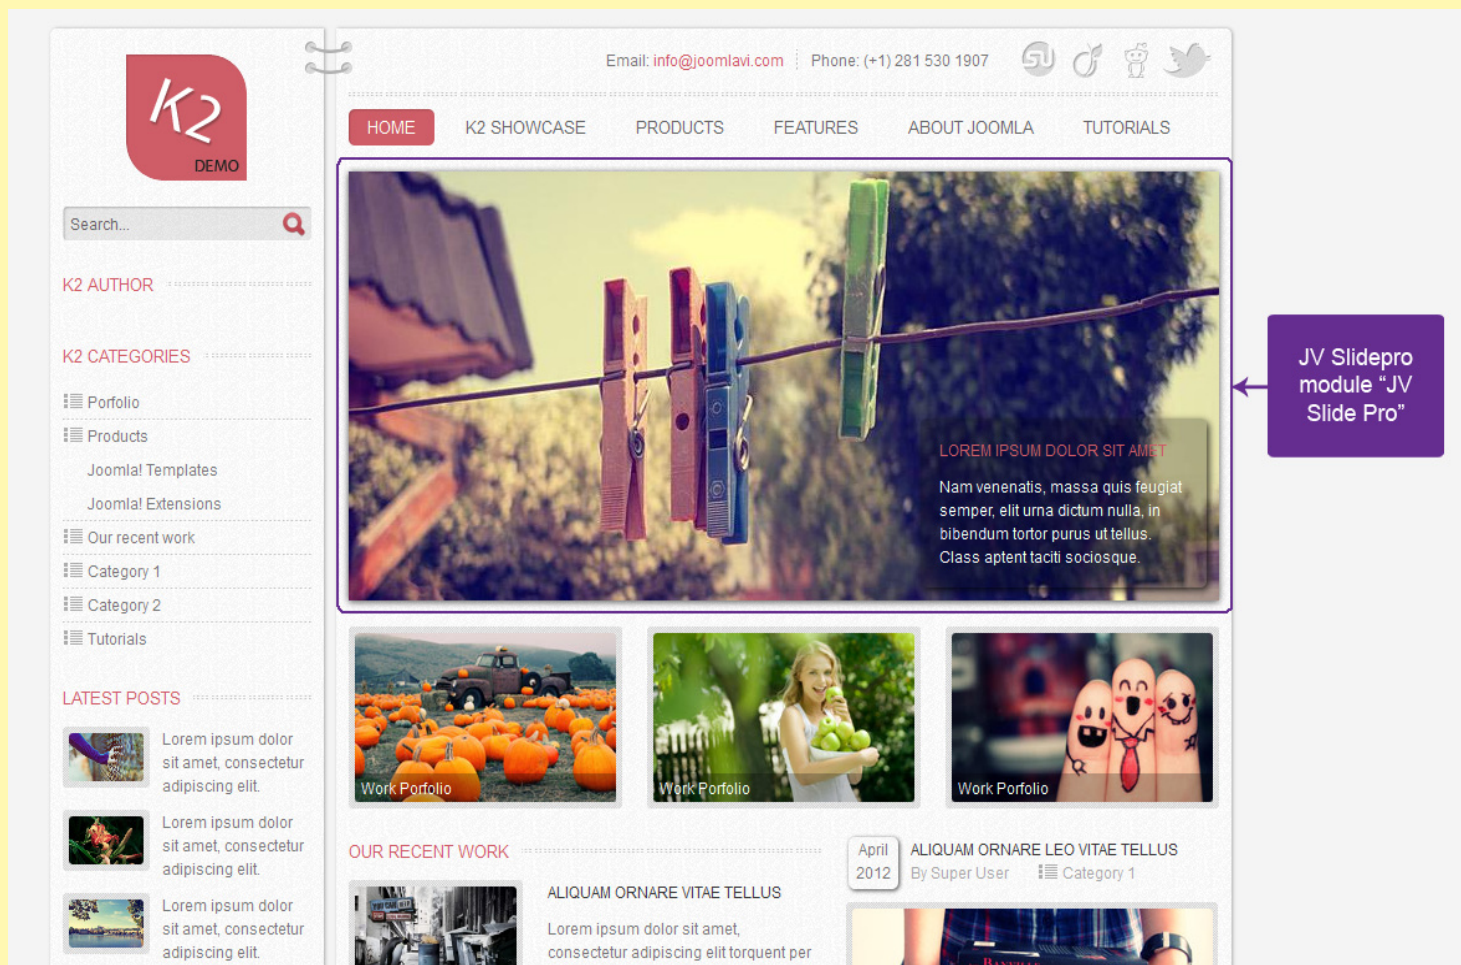 K2
DEMO
Search...
K2 AUTHOR
K2 CATEGORIES
Porfolio
Products
Joomla! Templates
Joomla! Extensions
Our recent work
Category 1
Category 2
Tutorials
LATEST POSTS
Lorem ipsum dolor
sit amet, consectetur
adipiscing elit.
Lorem ipsum dolor
sit amet, consectetur
adipiscing elit.
Lorem ipsum dolor
sit amet, consectetur
adipiscing elit.
Email: info@joomlavi.com Phone: (+1) 281 530 1907
HOME K2 SHOWCASE PRODUCTS FEATURES ABOUT JOOMLA TUTORIALS
LOREM IPSUM DOLOR SIT AMET
Nam venenatis, massa quis feugiat
semper, elit urna dictum nulla, in
bibendum tortor purus ut tellus.
Class aptent taciti sociosque.
JV Slidepro
module “JV
Slide Pro”
Work Porfolio
Work Porfolio
Work Porfolio
OUR RECENT WORK
ALIQUAM ORNARE VITAE TELLUS
Lorem ipsum dolor sit amet,
consectetur adipiscing elit torquent per
April
2012
ALIQUAM ORNARE LEO VITAE TELLUS
By Super User Category 1